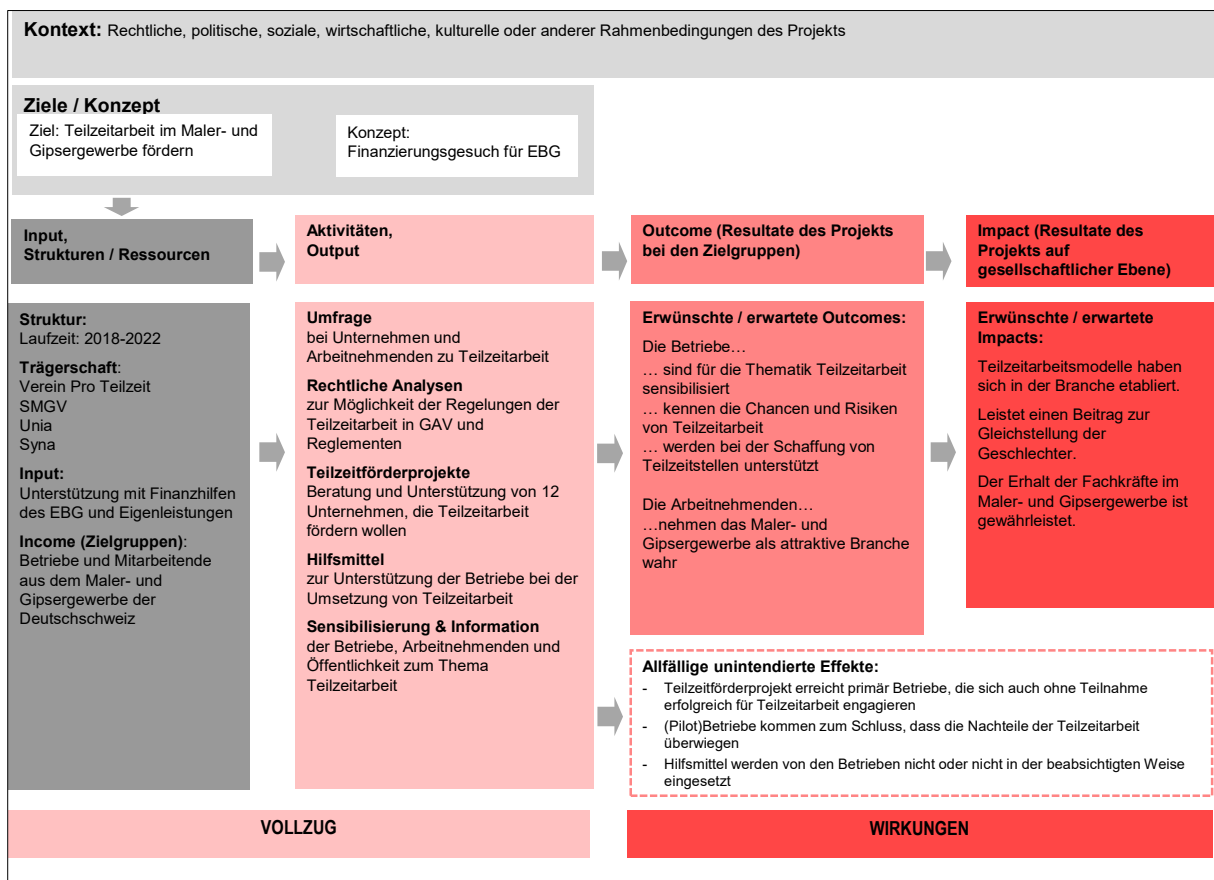 Kontext: Rechtliche, politische, soziale, wirtschaftliche, kulturelle oder anderer Rahmenbedingungen des Projekts
Ziele / Konzept
Ziel: Teilzeitarbeit im Maler- und
Gipsergewerbe fördern
Konzept:
Finanzierungsgesuch für EBG
Input,
Strukturen / Ressourcen
Aktivitäten,
Output
Outcome (Resultate des Projekts
bei den Zielgruppen)
Impact (Resultate des
Projekts auf
gesellschaftlicher Ebene)
Struktur:
Laufzeit: 2018-2022
Trägerschaft:
Verein Pro Teilzeit
SMGV
Unia
Syna
Input:
Unterstützung mit Finanzhilfen
des EBG und Eigenleistungen
Income (Zielgruppen):
Betriebe und Mitarbeitende
aus dem Maler- und
Gipsergewerbe der
Deutschschweiz
Umfrage
bei Unternehmen und
Arbeitnehmenden zu Teilzeitarbeit
Rechtliche Analysen
zur Möglichkeit der Regelungen der
Teilzeitarbeit in GAV und
Reglementen
Teilzeitförderprojekte
Beratung und Unterstützung von 12
Unternehmen, die Teilzeitarbeit
fördern wollen
Hilfsmittel
zur Unterstützung der Betriebe bei der
Umsetzung von Teilzeitarbeit
Sensibilisierung & Information
der Betriebe, Arbeitnehmenden und
Öffentlichkeit zum Thema
Teilzeitarbeit
Erwünschte / erwartete Outcomes:
Die Betriebe…
… sind für die Thematik Teilzeitarbeit
sensibilisiert
… kennen die Chancen und Risiken
von Teilzeitarbeit
… werden bei der Schaffung von
Teilzeitstellen unterstützt
Die Arbeitnehmenden…
…nehmen das Maler- und
Gipsergewerbe als attraktive Branche
wahr
Erwünschte / erwartete
Impacts:
Teilzeitarbeitsmodelle haben
sich in der Branche etabliert.
Leistet einen Beitrag zur
Gleichstellung der
Geschlechter.
Der Erhalt der Fachkräfte im
Maler- und Gipsergewerbe ist
gewährleistet.
Allfällige unintendierte Effekte:
- Teilzeitförderprojekt erreicht primär Betriebe, die sich auch ohne Teilnahme
erfolgreich für Teilzeitarbeit engagieren
- (Pilot)Betriebe kommen zum Schluss, dass die Nachteile der Teilzeitarbeit
überwiegen
- Hilfsmittel werden von den Betrieben nicht oder nicht in der beabsichtigten Weise
eingesetzt
VOLLZUG
WIRKUNGEN